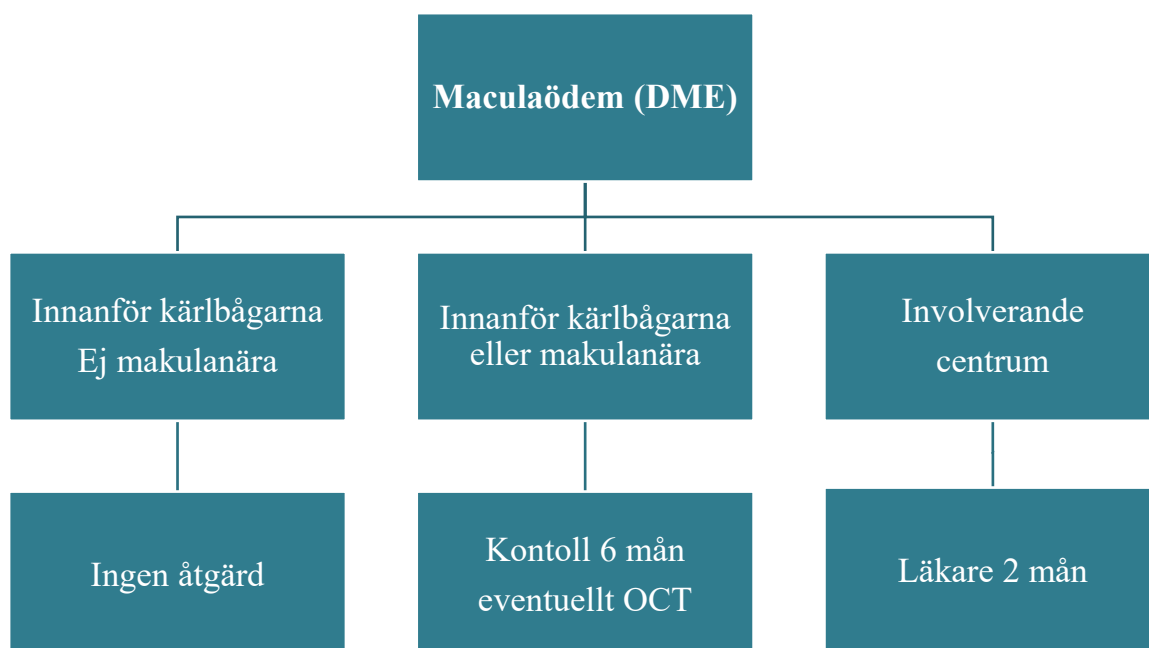 Maculaödem (DME)
Innanför kärlbågarna
Ej makulanära
Innanför kärlbågarna
eller makulanära
Involverande
centrum
Ingen åtgärd
Kontoll 6 mån
eventuellt OCT
Läkare 2 mån